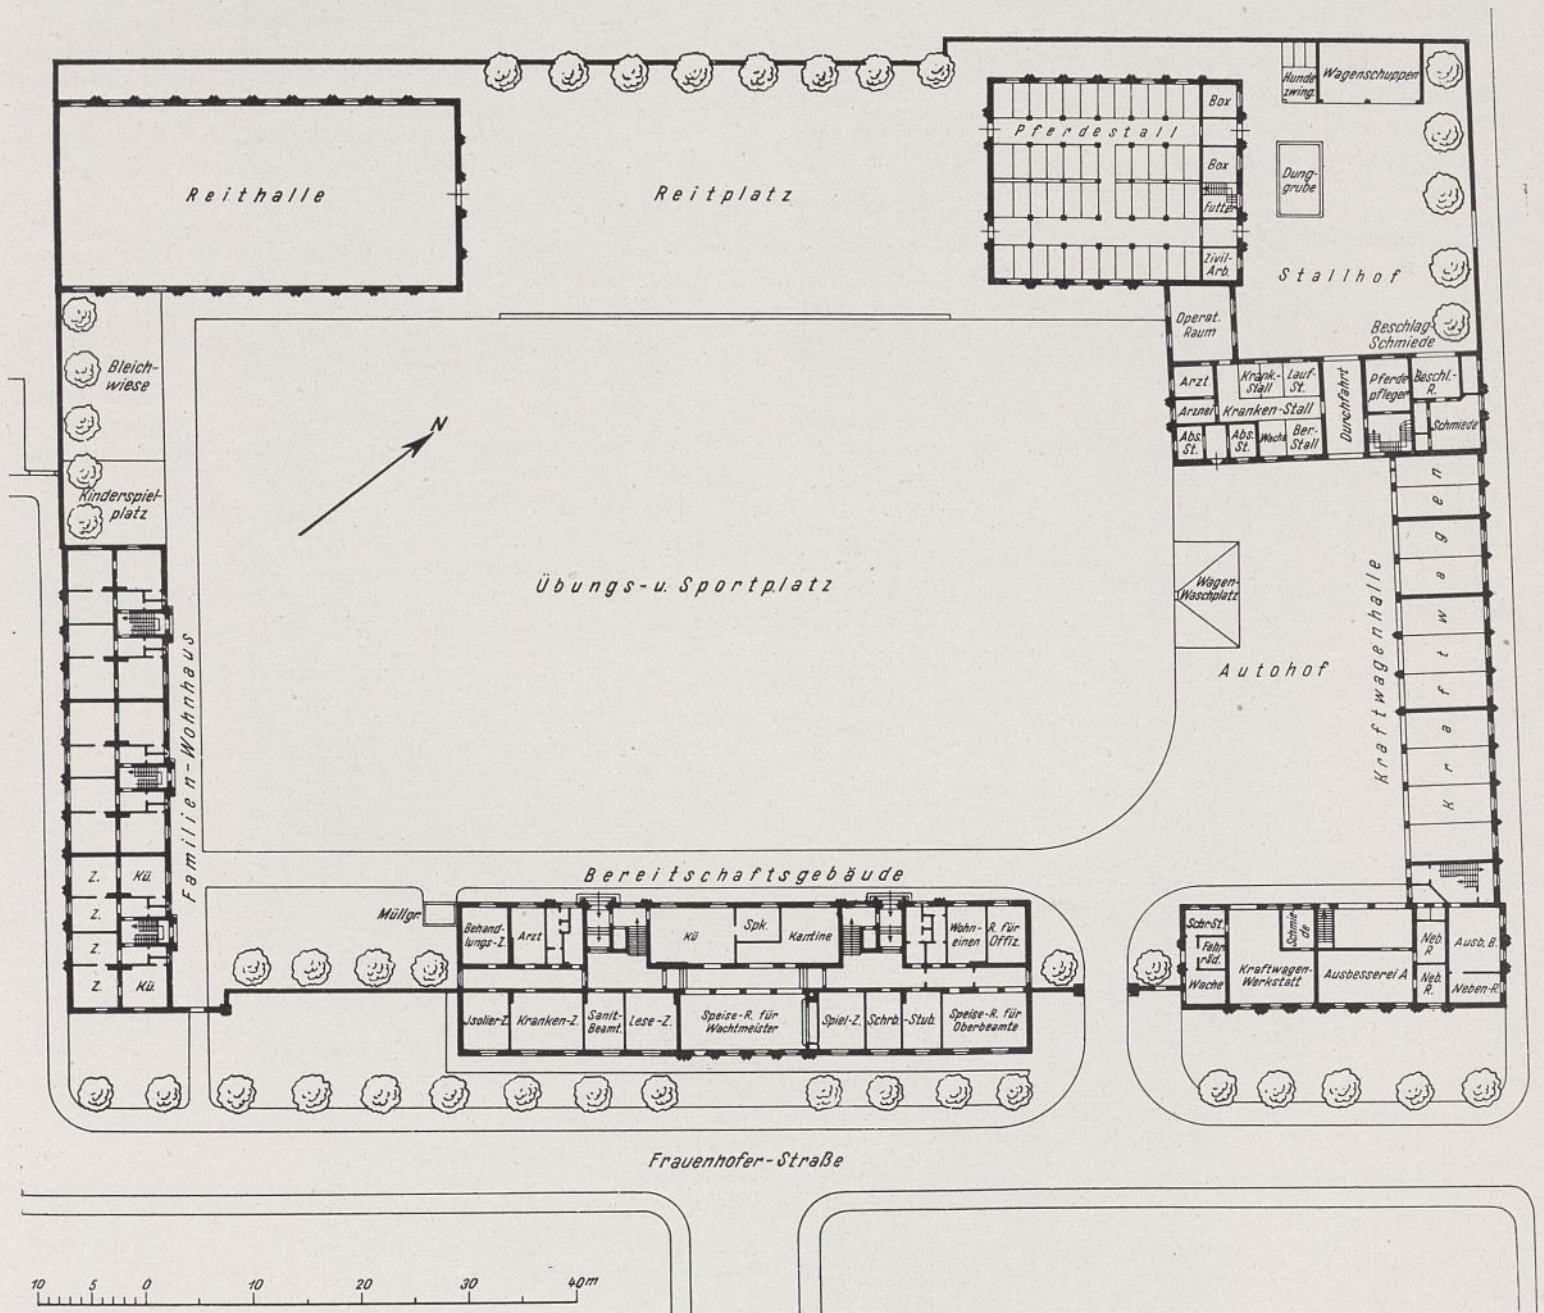 Hunde
zwing.
Wagenschuppen
Box
Pferdestall
Reithalle
Reitplatz
Box
Dung-
grube
Futter
Zivil-
Arb.
Stallhof
Operat.
Raum
Beschlag-
Schmiede
Bleich-
wiese
Arzt
Krank.-
Stall
Lauf-
St.
Durchfahrt
Pferde
pfleger
Beschl.-
R.
Arznei
Kranken-Stall
Schmiede
Abs.
St.
Abs.
St.
Wache
Ber.-
Stall
N
Kinderspiel-
platz
Übungs- u. Sportplatz
Wagen-
Waschplatz
Autohof
Kraftwagenhalle
Kraftwagen
Familien-Wohnhaus
Bereitschaftsgebäude
Z.
Kü.
Z.
Z.
Z.
Kü.
Müllgr.
Behand-
lungs-Z.
Arzt
Kü
Spk.
Kantine
Wohn-
einen
R. für
Offiz.
Schr.St.
Fahr
räd.
Wache
Schmie
de
Kraftwagen-
Werkstatt
Ausbesserei A
Neb.
R
Neb.
R.
Ausb. B.
Neben-R.
Isolier-Z.
Kranken-Z.
Sanit-
Beamt.
Lese-Z.
Speise-R. für
Wachtmeister
Spiel-Z.
Schrb.-Stub.
Speise-R. für
Oberbeamte
Frauenhofer-Straße
10 5 0 10 20 30 40m